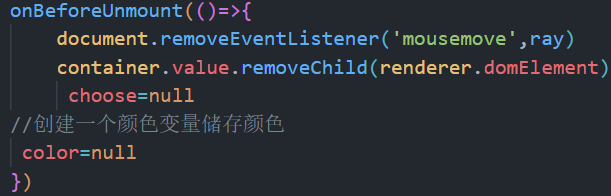 onBeforeUnmount(()=>{
document.removeEventListener('mousemove',ray)
container.value.removeChild(renderer.domElement)
choose=null
//创建一个颜色变量储存颜色
color=null
})